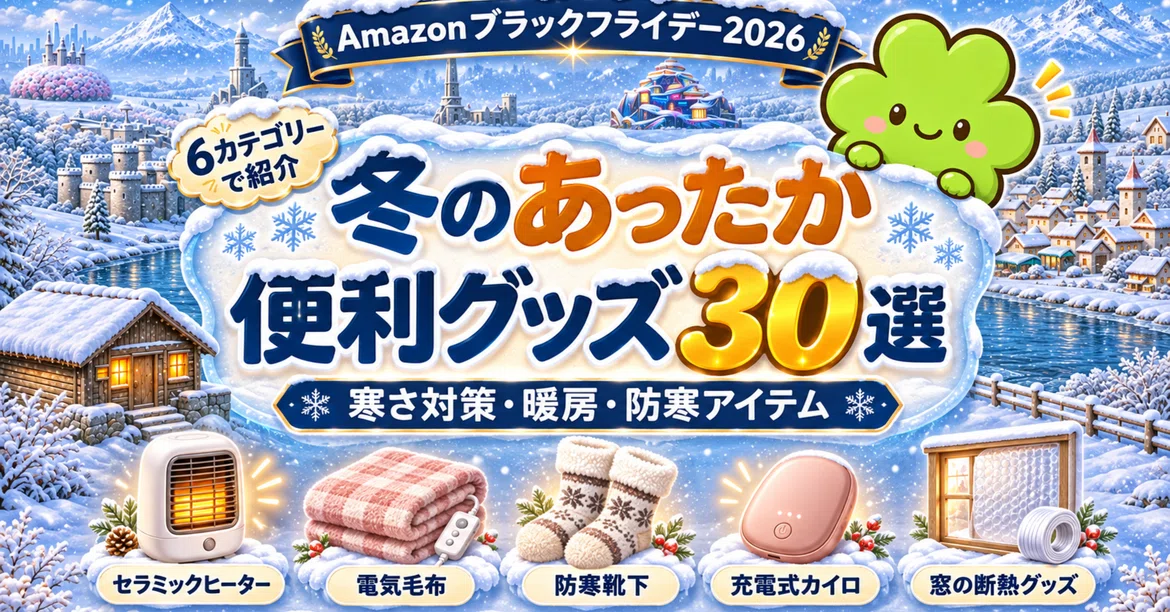 Amazonブラックフライデー2026
6カテゴリー
で紹介
冬のあったか
便利グッズ30選
寒さ対策・暖房・防寒アイテム
セラミックヒーター
電気毛布
防寒靴下
充電式カイロ
窓の断熱グッズ